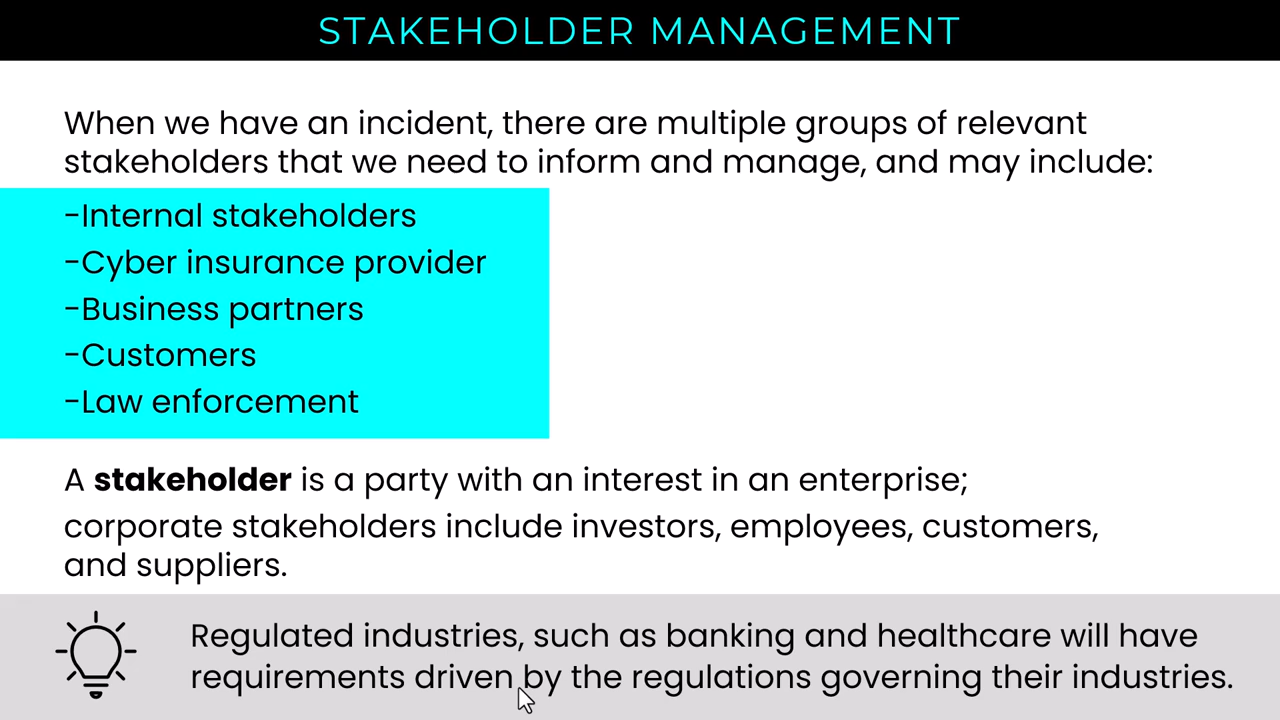 STAKEHOLDER MANAGEMENT
When we have an incident, there are multiple groups of relevant
stakeholders that we need to inform and manage, and may include:
-Internal stakeholders
-Cyber insurance provider
-Business partners
-Customers
-Law enforcement
A stakeholder is a party with an interest in an enterprise;
corporate stakeholders include investors, employees, customers,
and suppliers.
Regulated industries, such as banking and healthcare will have
requirements driven by the regulations governing their industries.